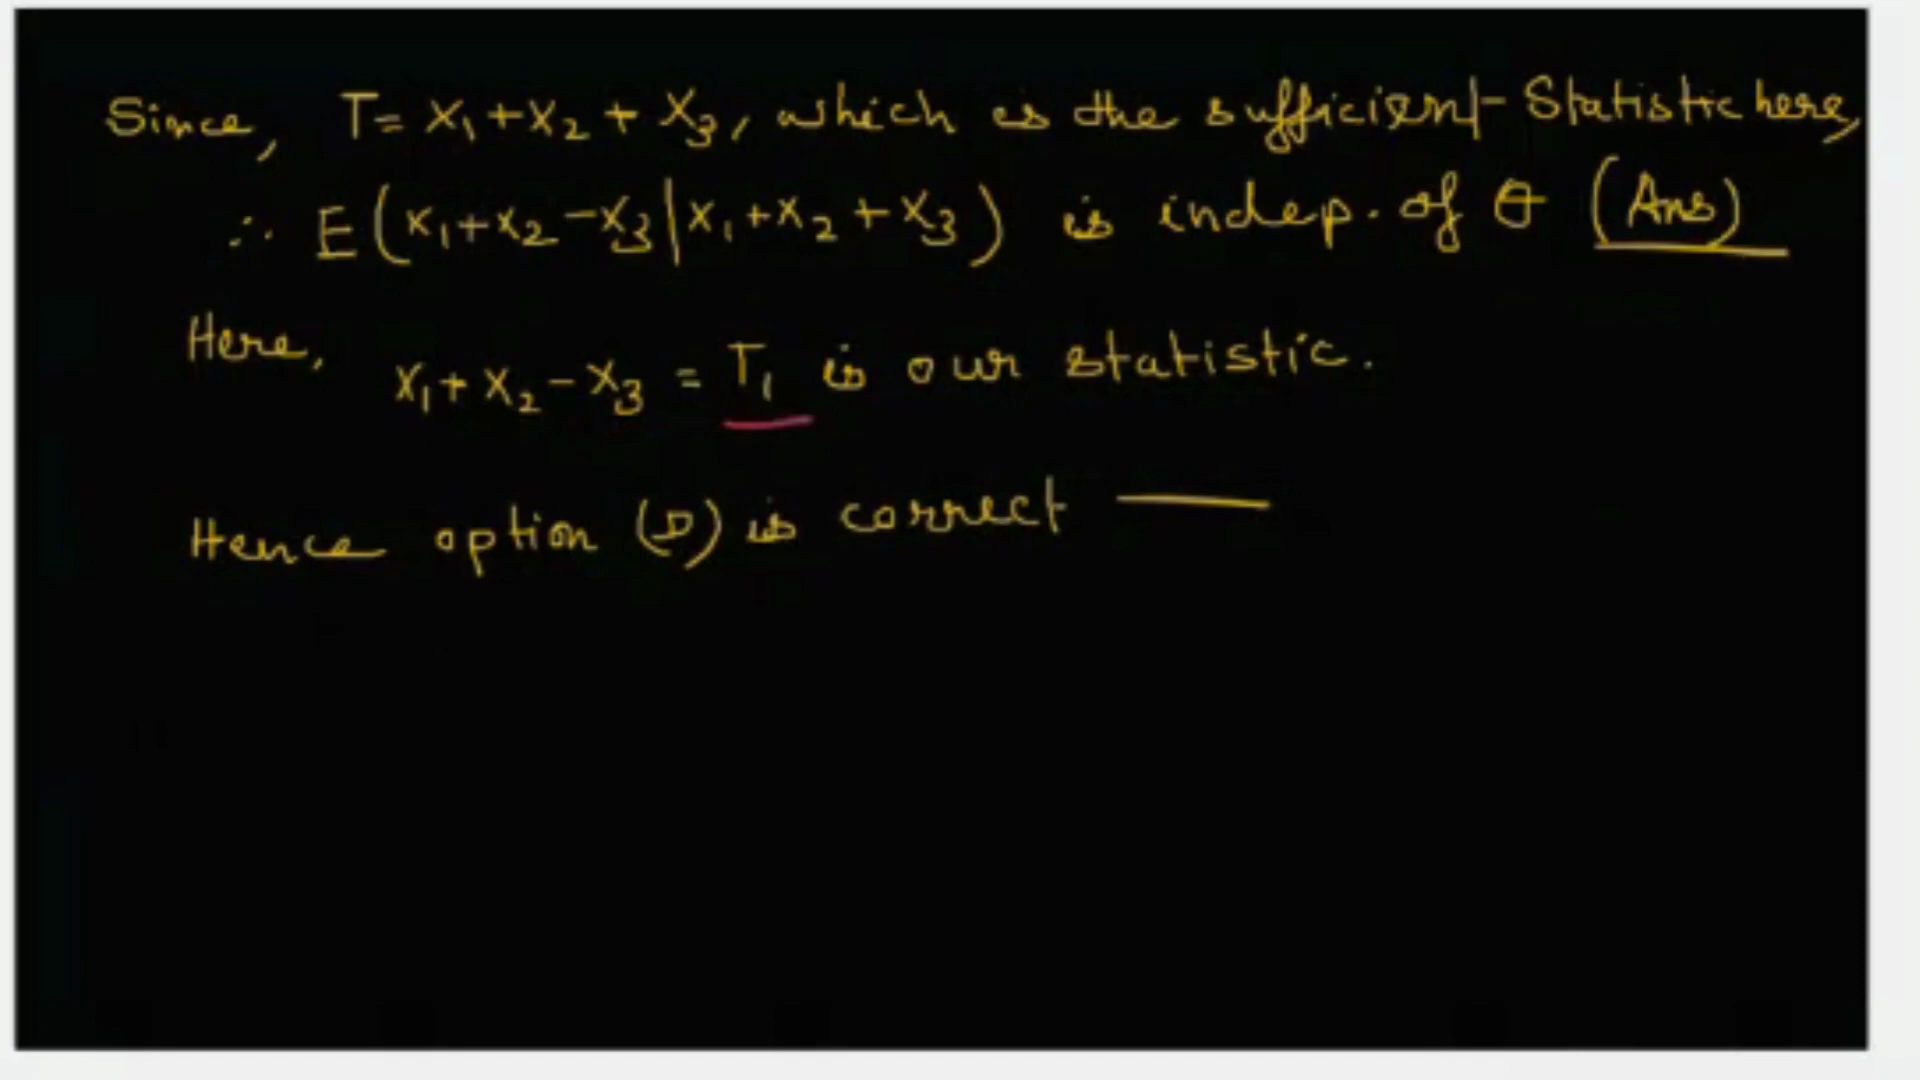 Since, T = X₁ + X₂ + X₃, which is the sufficient Statistic here,
∴ E(X₁+X₂-X₃|X₁+X₂+X₃) is indep. of θ (Ans)
Here,
X₁ + X₂ - X₃ = T₁ is our statistic.
Hence option (D) is correct